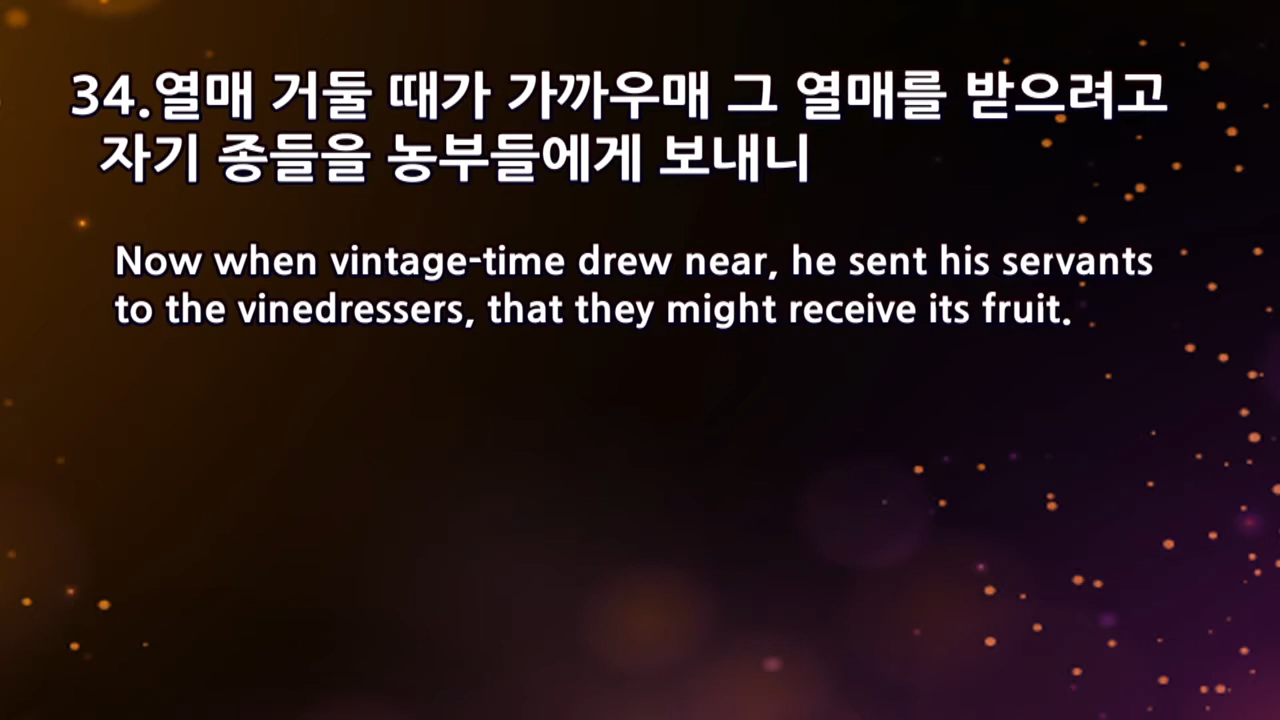 34.열매 거둘 때가 가까우매 그 열매를 받으려고
자기 종들을 농부들에게 보내니
Now when vintage-time drew near, he sent his servants
to the vinedressers, that they might receive its fruit.